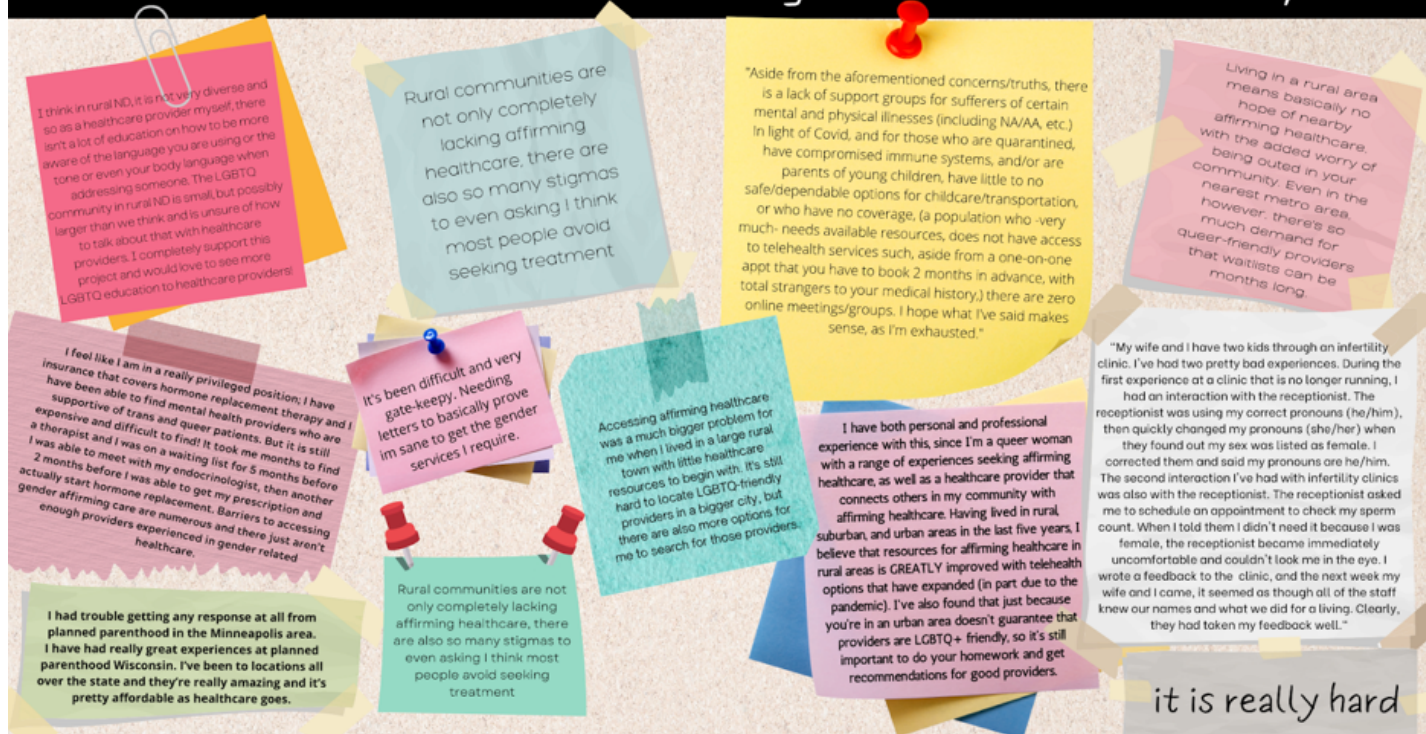 I think in rural ND, it is not very diverse and
so as a healthcare provider myself, there
isn't a lot of education on how to be more
aware of the language you are using or the
tone or even your body language when
addressing someone. The LGBTQ
community in rural ND is small, but possibly
larger than we think and is unsure of how
to talk about that with healthcare
providers. I completely support this
project and would love to see more
LGBTQ education to healthcare providers!
Rural communities are
not only completely
lacking affirming
healthcare, there are
also so many stigmas
to even asking I think
most people avoid
seeking treatment
"Aside from the aforementioned concerns/truths, there
is a lack of support groups for sufferers of certain
mental and physical illnesses (including NA/AA, etc.)
In light of Covid, and for those who are quarantined,
have compromised immune systems, and/or are
parents of young children, have little to no
safe/dependable options for childcare/transportation,
or who have no coverage, (a population who -very
much- needs available resources, does not have access
to telehealth services such, aside from a one-on-one
appt that you have to book 2 months in advance, with
total strangers to your medical history,) there are zero
online meetings/groups. I hope what I've said makes
sense, as I'm exhausted."
Living in a rural area
means basically no
hope of nearby
affirming healthcare,
with the added worry of
being outed in your
community. Even in the
nearest metro area,
however, there's so
much demand for
queer-friendly providers
that waitlists can be
months long.
I feel like I am in a really privileged position; I have
insurance that covers hormone replacement therapy and I
have been able to find mental health providers who are
supportive of trans and queer patients. But it is still
expensive and difficult to find! It took me months to find
a therapist and I was on a waiting list for 5 months before
I was able to meet with my endocrinologist, then another
2 months before I was able to get my prescription and
actually start hormone replacement. Barriers to accessing
gender affirming care are numerous and there just aren't
enough providers experienced in gender related
healthcare.
It's been difficult and very
gate-keepy. Needing
letters to basically prove
im sane to get the gender
services I require.
Accessing affirming healthcare
was a much bigger problem for
me when I lived in a large rural
town with little healthcare
resources to begin with. It's still
hard to locate LGBTQ-friendly
providers in a bigger city, but
there are also more options for
me to search for those providers.
I have both personal and professional
experience with this, since I'm a queer woman
with a range of experiences seeking affirming
healthcare, as well as a healthcare provider that
connects others in my community with
affirming healthcare. Having lived in rural,
suburban, and urban areas in the last five years, I
believe that resources for affirming healthcare in
rural areas is GREATLY improved with telehealth
options that have expanded (in part due to the
pandemic). I've also found that just because
you're in an urban area doesn't guarantee that
providers are LGBTQ+ friendly, so it's still
important to do your homework and get
recommendations for good providers.
"My wife and I have two kids through an infertility
clinic. I've had two pretty bad experiences. During the
first experience at a clinic that is no longer running, I
had an interaction with the receptionist. The
receptionist was using my correct pronouns (he/him),
then quickly changed my pronouns (she/her) when
they found out my sex was listed as female. I
corrected them and said my pronouns are he/him.
The second interaction I've had with infertility clinics
was also with the receptionist. The receptionist asked
me to schedule an appointment to check my sperm
count. When I told them I didn't need it because I was
female, the receptionist became immediately
uncomfortable and couldn't look me in the eye. I
wrote a feedback to the clinic, and the next week my
wife and I came, it seemed as though all of the staff
knew our names and what we did for a living. Clearly,
they had taken my feedback well."
I had trouble getting any response at all from
planned parenthood in the Minneapolis area.
I have had really great experiences at planned
parenthood Wisconsin. I've been to locations all
over the state and they're really amazing and it's
pretty affordable as healthcare goes.
Rural communities are not
only completely lacking
affirming healthcare, there
are also so many stigmas to
even asking I think most
people avoid seeking
treatment
it is really hard